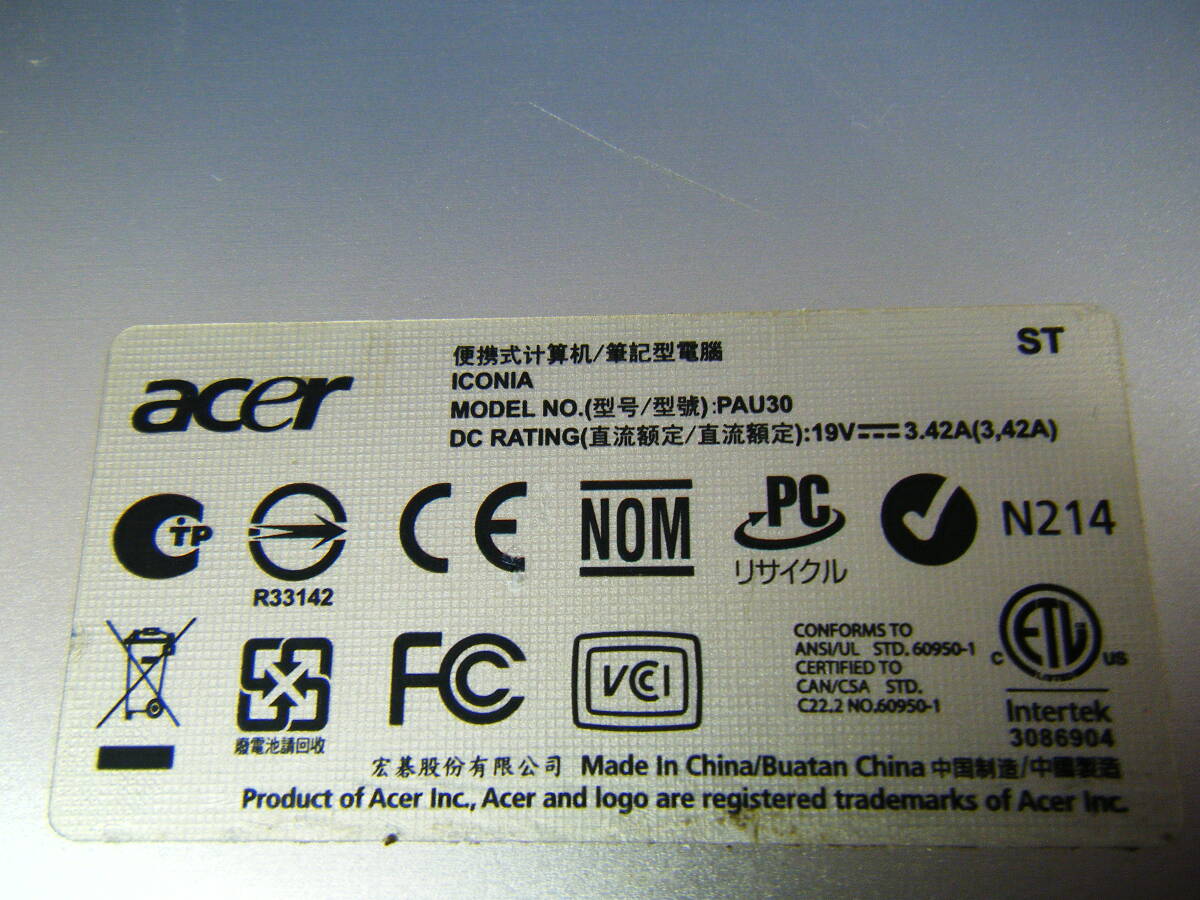 acer
便携式计算机/筆記型電腦
ST
ICONIA
MODEL NO.(型号/型號):PAU30
DC RATING(直流额定/直流額定):19V⎓3.42A(3,42A)
TP
R33142
CE
NOM
PC
リサイクル
N214
廢電池請回收
FC
VCCI
CONFORMS TO
ANSI/UL STD. 60950-1
CERTIFIED TO
CAN/CSA STD.
C22.2 NO.60950-1
C ETL US
LISTED
Intertek
3086904
宏碁股份有限公司 Made In China/Buatan China 中国制造/中國製造
Product of Acer Inc., Acer and logo are registered trademarks of Acer Inc.